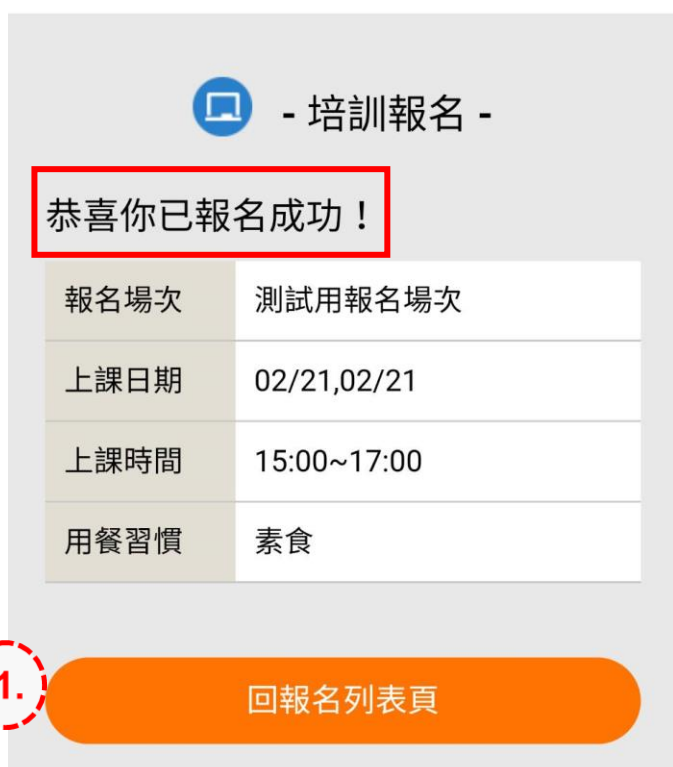 - 培訓報名 -
恭喜你已報名成功！
報名場次 測試用報名場次
上課日期 02/21,02/21
上課時間 15:00~17:00
用餐習慣 素食
1. 回報名列表頁